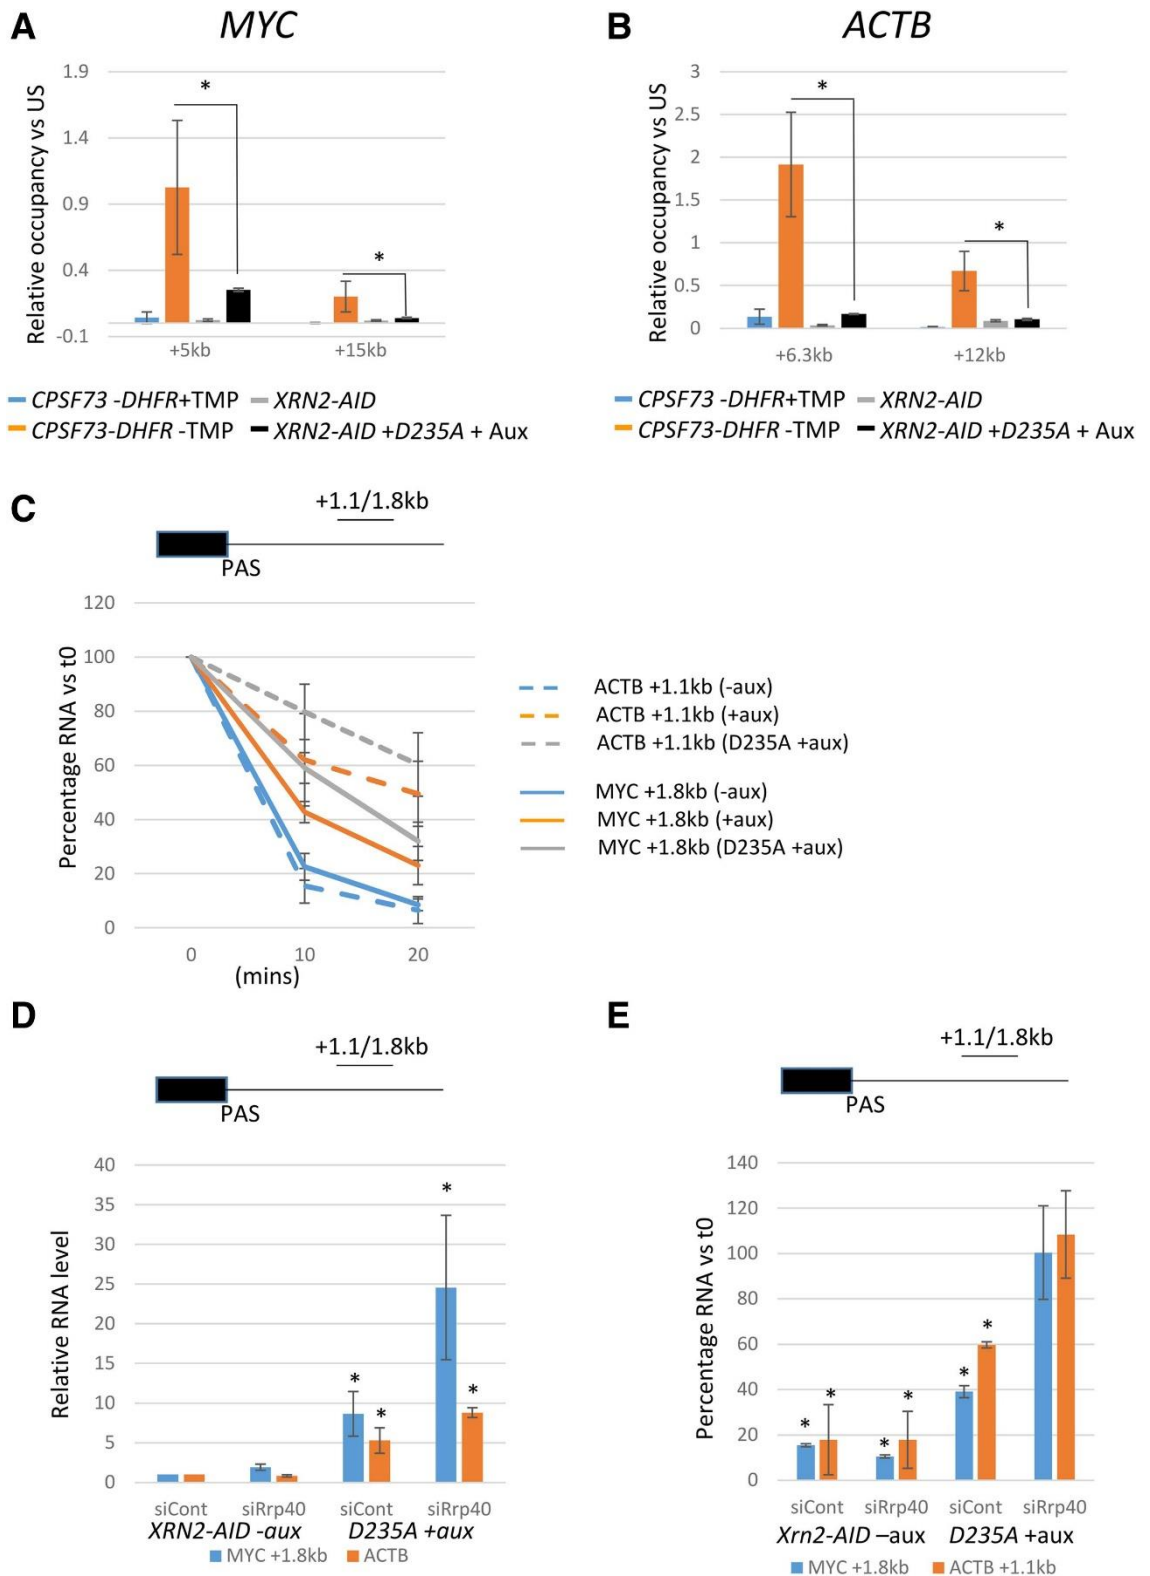 A
MYC
Relative occupancy vs US
1.9
1.4
0.9
0.4
-0.1
*
*
+5kb
+15kb
CPSF73 -DHFR+TMP
XRN2-AID
CPSF73-DHFR -TMP
XRN2-AID +D235A + Aux
B
ACTB
Relative occupancy vs US
3
2.5
2
1.5
1
0.5
0
*
*
+6.3kb
+12kb
CPSF73 -DHFR+TMP
XRN2-AID
CPSF73-DHFR -TMP
XRN2-AID +D235A + Aux
C
+1.1/1.8kb
PAS
Percentage RNA vs t0
120
100
80
60
40
20
0
0
10
20
(mins)
ACTB +1.1kb (-aux)
ACTB +1.1kb (+aux)
ACTB +1.1kb (D235A +aux)
MYC +1.8kb (-aux)
MYC +1.8kb (+aux)
MYC +1.8kb (D235A +aux)
D
+1.1/1.8kb
PAS
Relative RNA level
40
35
30
25
20
15
10
5
0
*
*
*
*
siCont
siRrp40
siCont
siRrp40
XRN2-AID -aux
D235A +aux
MYC +1.8kb
ACTB
E
+1.1/1.8kb
PAS
Percentage RNA vs t0
140
120
100
80
60
40
20
0
*
*
*
*
*
*
siCont
siRrp40
siCont
siRrp40
Xrn2-AID –aux
D235A +aux
MYC +1.8kb
ACTB +1.1kb